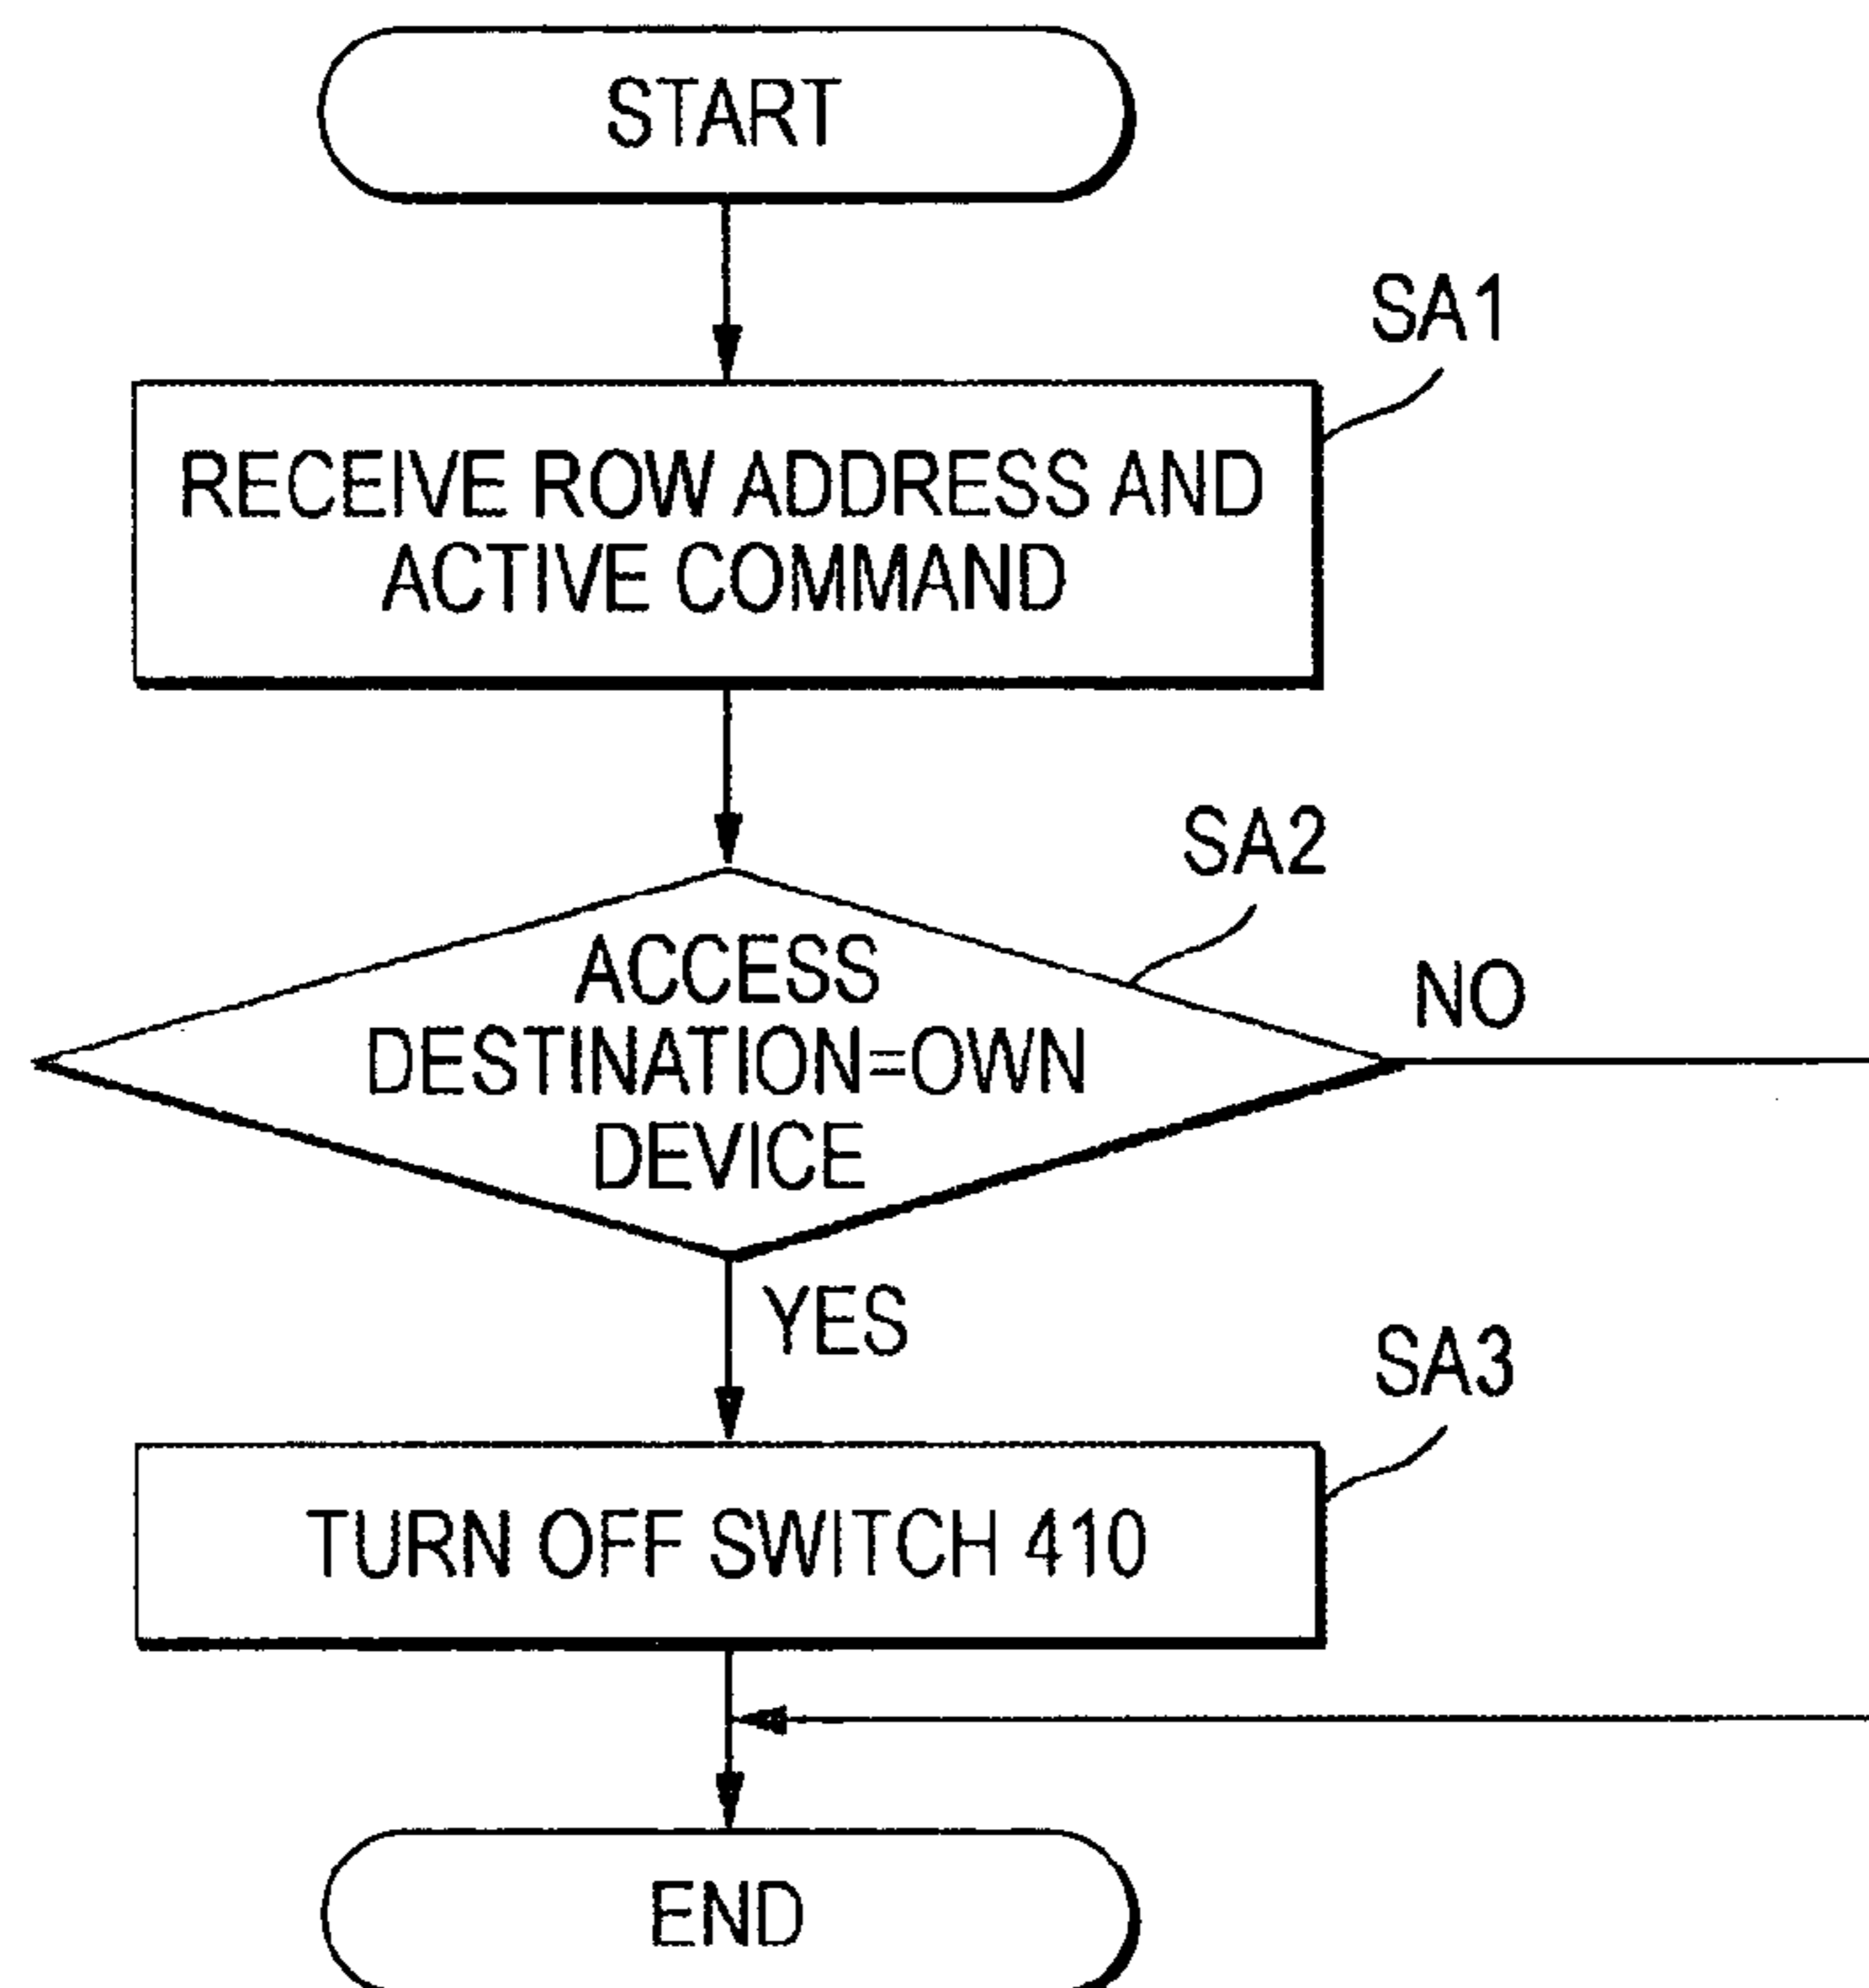 START
SA1
RECEIVE ROW ADDRESS AND
ACTIVE COMMAND
SA2
ACCESS
DESTINATION=OWN
DEVICE
NO
YES
SA3
TURN OFF SWITCH 410
END